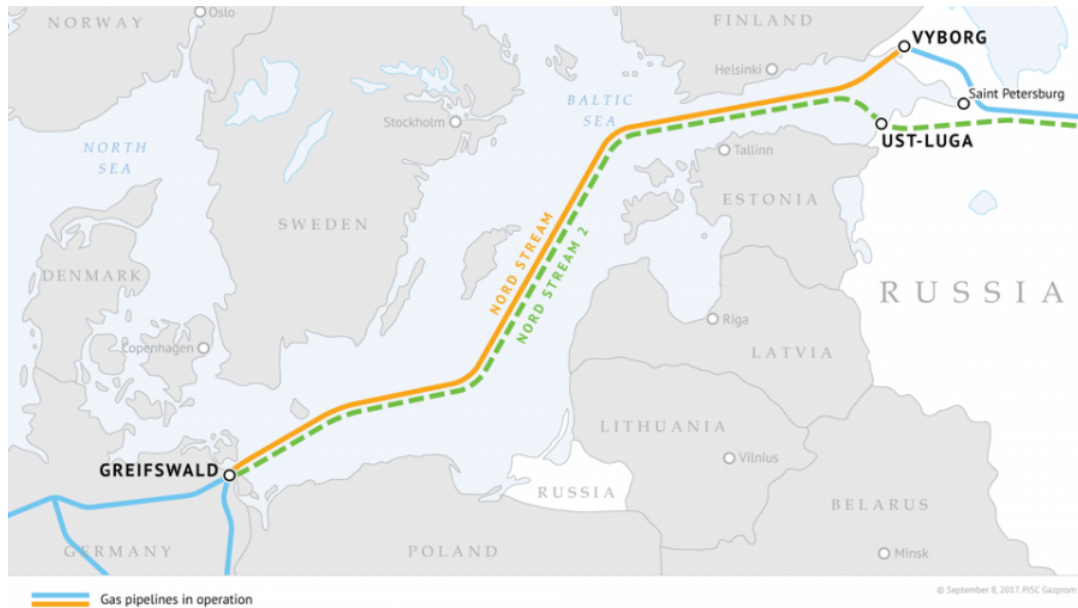 NORWAY
Oslo
FINLAND
VYBORG
Helsinki
Saint Petersburg
BALTIC
SEA
Stockholm
UST-LUGA
NORTH
SEA
Tallinn
ESTONIA
SWEDEN
NORD STREAM
NORD STREAM 2
DENMARK
RUSSIA
Riga
Copenhagen
LATVIA
LITHUANIA
Vilnius
GREIFSWALD
RUSSIA
BELARUS
GERMANY
POLAND
Minsk
Gas pipelines in operation
© September 8, 2017. PJSC Gazprom